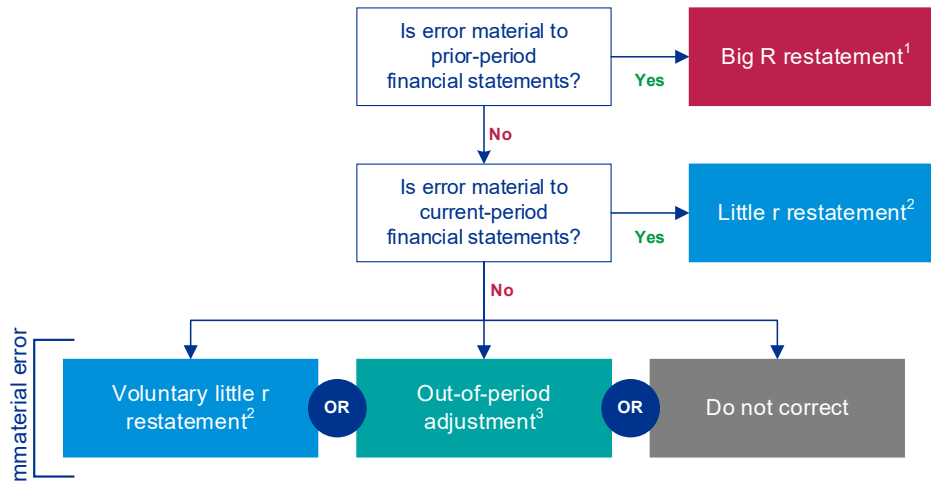 Is error material to
prior-period
financial statements?
Yes
Big R restatement¹
No
Is error material to
current-period
financial statements?
Yes
Little r restatement²
No
mmaterial error
Voluntary little r
restatement²
OR
Out-of-period
adjustment³
OR
Do not correct